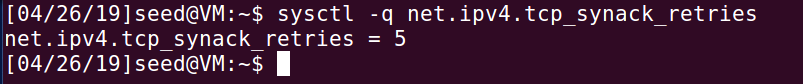 [04/26/19]seed@VM:~$ sysctl -q net.ipv4.tcp_synack_retries
net.ipv4.tcp_synack_retries = 5
[04/26/19]seed@VM:~$